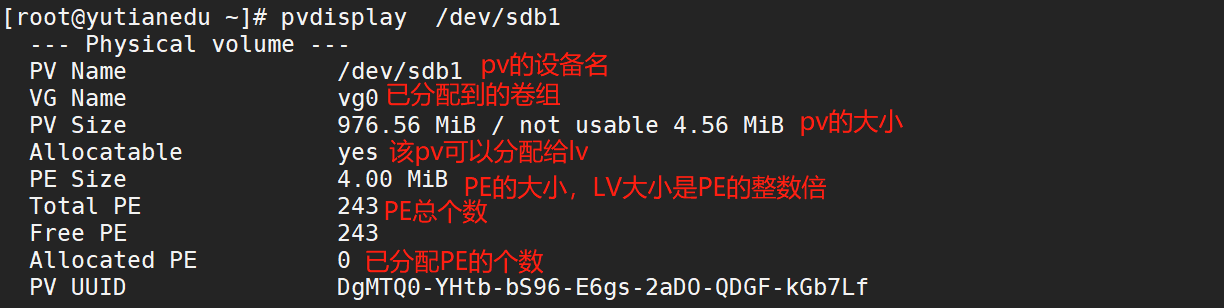 [root@yutianedu ~]# pvdisplay  /dev/sdb1
--- Physical volume ---
PV Name               /dev/sdb1 pv的设备名
VG Name               vg0 已分配到的卷组
PV Size               976.56 MiB / not usable 4.56 MiB pv的大小
Allocatable           yes 该pv可以分配给lv
PE Size               4.00 MiB PE的大小，LV大小是PE的整数倍
Total PE              243 PE总个数
Free PE               243
Allocated PE          0 已分配PE的个数
PV UUID               DgMTQ0-YHtb-bS96-E6gs-2aDO-QDGF-kGb7Lf